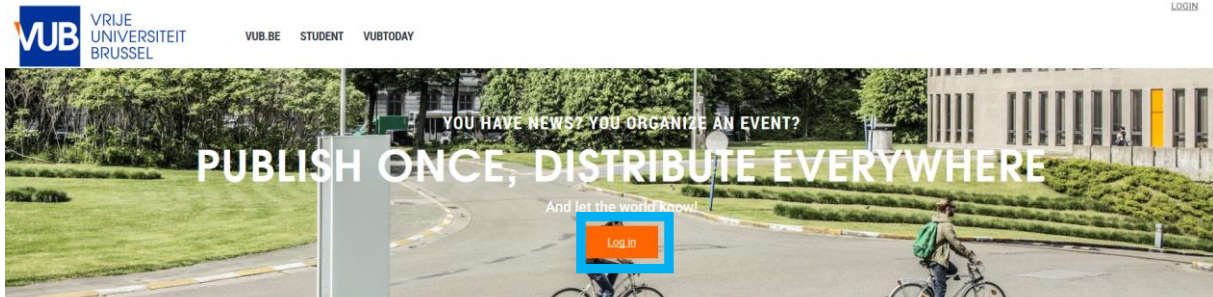 LOGIN
VUB
VRIJE
UNIVERSITEIT
BRUSSEL
VUB.BE STUDENT VUBTODAY
YOU HAVE NEWS? YOU ORGANIZE AN EVENT?
PUBLISH ONCE, DISTRIBUTE EVERYWHERE
And let the world know!
Log in